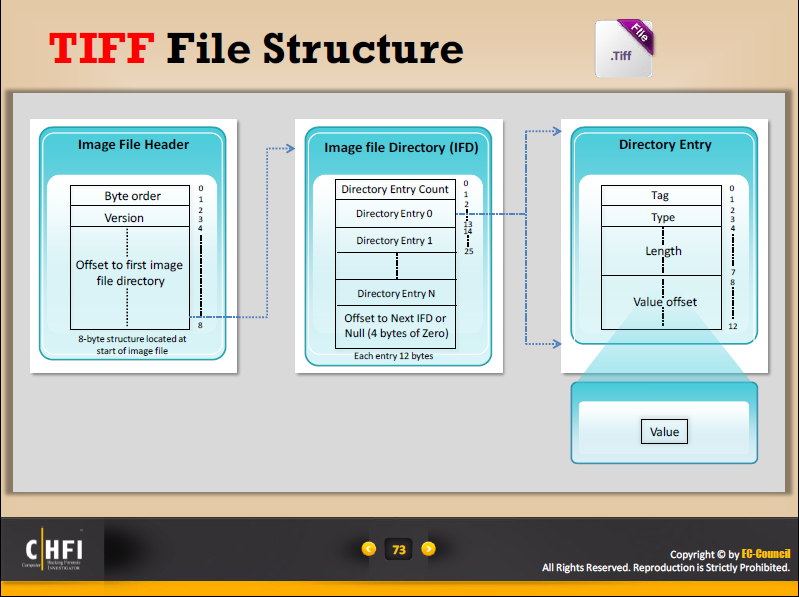 TIFF File Structure
File
.Tiff
Image File Header
Byte order
Version
Offset to first image
file directory
0
1
2
3
4
8
8-byte structure located at
start of image file
Image file Directory (IFD)
Directory Entry Count
Directory Entry 0
Directory Entry 1
Directory Entry N
Offset to Next IFD or
Null (4 bytes of Zero)
0
1
2
13
14
25
Each entry 12 bytes
Directory Entry
Tag
Type
Length
Value offset
0
1
2
3
4
7
8
12
Value
CHFI
Computer Hacking Forensic
INVESTIGATOR
73
Copyright © by EC-Council
All Rights Reserved. Reproduction is Strictly Prohibited.